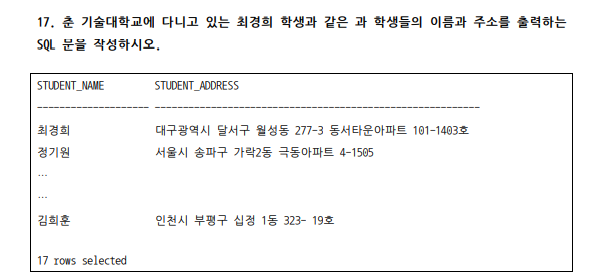 17. 춘 기술대학교에 다니고 있는 최경희 학생과 같은 과 학생들의 이름과 주소를 출력하는
SQL 문을 작성하시오.
STUDENT_NAME STUDENT_ADDRESS
-------------------- ------------------------------------------------------------
최경희 대구광역시 달서구 월성동 277-3 동서타운아파트 101-1403호
정기원 서울시 송파구 가락2동 극동아파트 4-1505
…
…
김희훈 인천시 부평구 십정 1동 323- 19호
17 rows selected